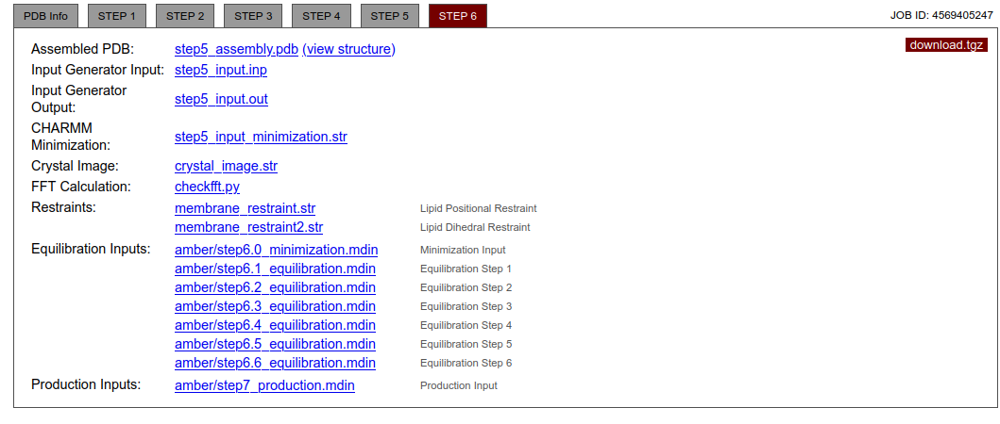 PDB Info STEP 1 STEP 2 STEP 3 STEP 4 STEP 5 STEP 6 JOB ID: 4569405247
download.tgz
Assembled PDB: step5_assembly.pdb (view structure)
Input Generator Input: step5_input.inp
Input Generator
Output: step5_input.out
CHARMM
Minimization: step5_input_minimization.str
Crystal Image: crystal_image.str
FFT Calculation: checkfft.py
Restraints: membrane_restraint.str Lipid Positional Restraint
membrane_restraint2.str Lipid Dihedral Restraint
Equilibration Inputs: amber/step6.0_minimization.mdin Minimization Input
amber/step6.1_equilibration.mdin Equilibration Step 1
amber/step6.2_equilibration.mdin Equilibration Step 2
amber/step6.3_equilibration.mdin Equilibration Step 3
amber/step6.4_equilibration.mdin Equilibration Step 4
amber/step6.5_equilibration.mdin Equilibration Step 5
amber/step6.6_equilibration.mdin Equilibration Step 6
Production Inputs: amber/step7_production.mdin Production Input